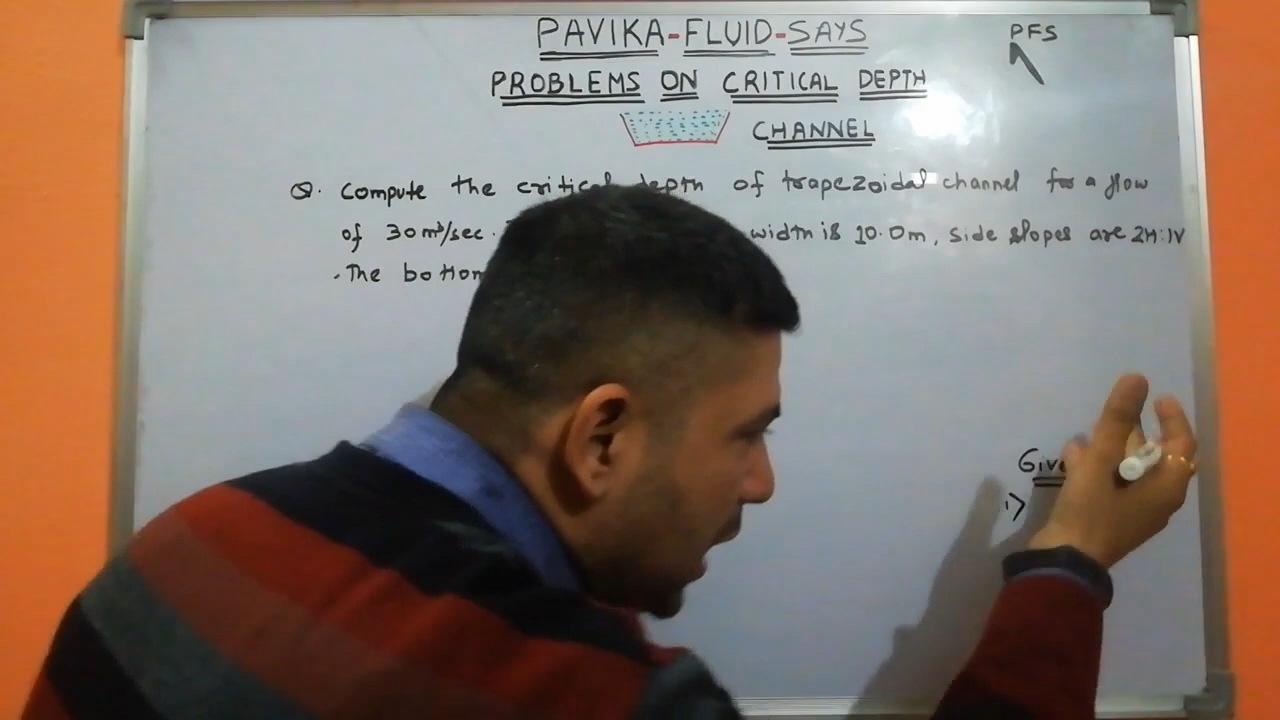 PAVIKA-FLUID-SAYS
PFS
PROBLEMS ON CRITICAL DEPTH
CHANNEL
Q. Compute the critical depth of trapezoidal channel for a flow
of 30m³/sec. width is 10.0m, side slopes are 2H:1V
.The bottom
Give
1)